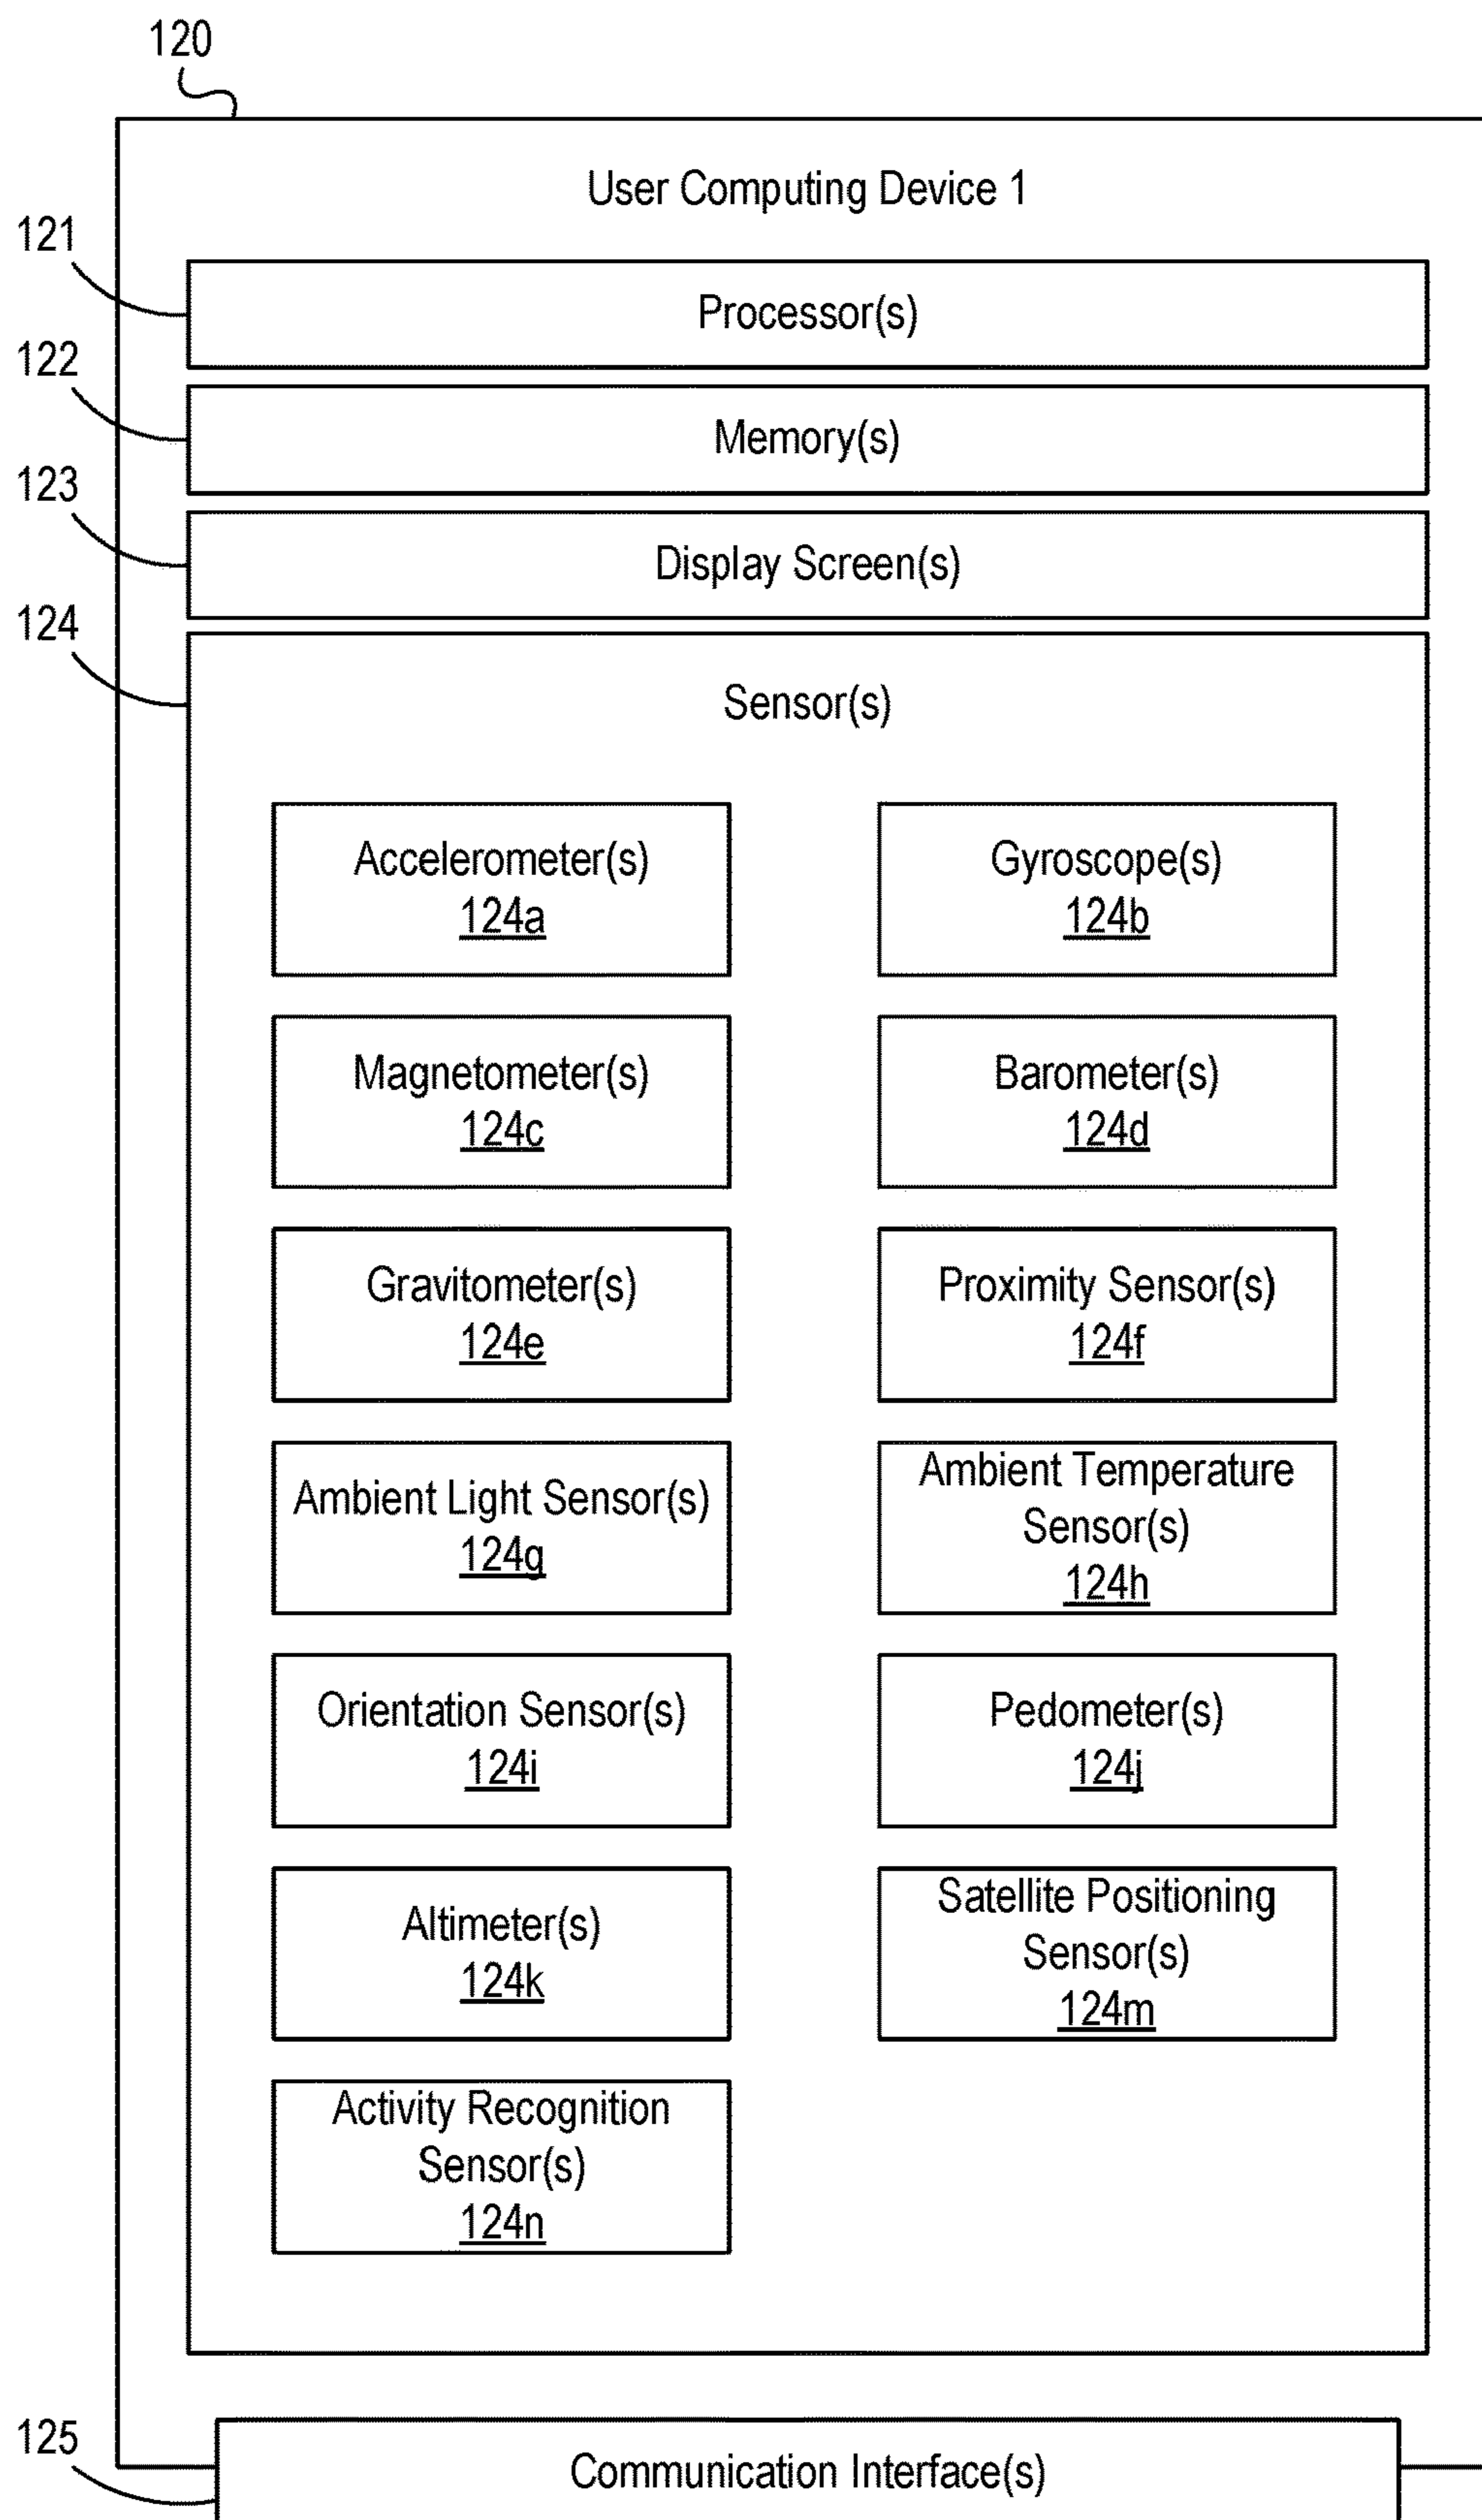 120
User Computing Device 1
121
Processor(s)
122
Memory(s)
123
Display Screen(s)
124
Sensor(s)
Accelerometer(s)
124a
Gyroscope(s)
124b
Magnetometer(s)
124c
Barometer(s)
124d
Gravitometer(s)
124e
Proximity Sensor(s)
124f
Ambient Light Sensor(s)
124g
Ambient Temperature
Sensor(s)
124h
Orientation Sensor(s)
124i
Pedometer(s)
124j
Altimeter(s)
124k
Satellite Positioning
Sensor(s)
124m
Activity Recognition
Sensor(s)
124n
125
Communication Interface(s)